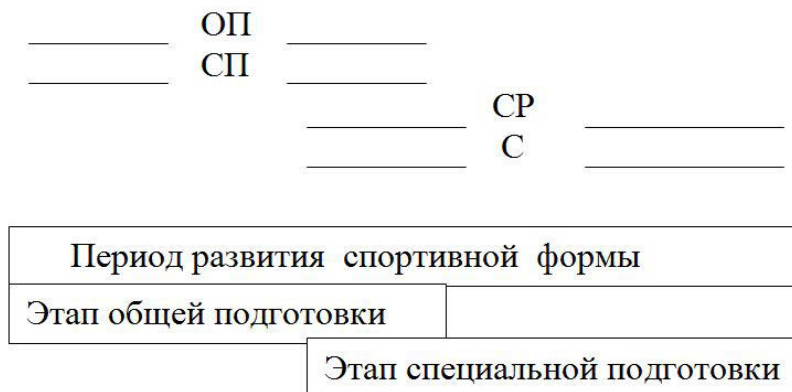 ОП
СП
СР
С
Период развития спортивной формы
Этап общей подготовки
Этап специальной подготовки